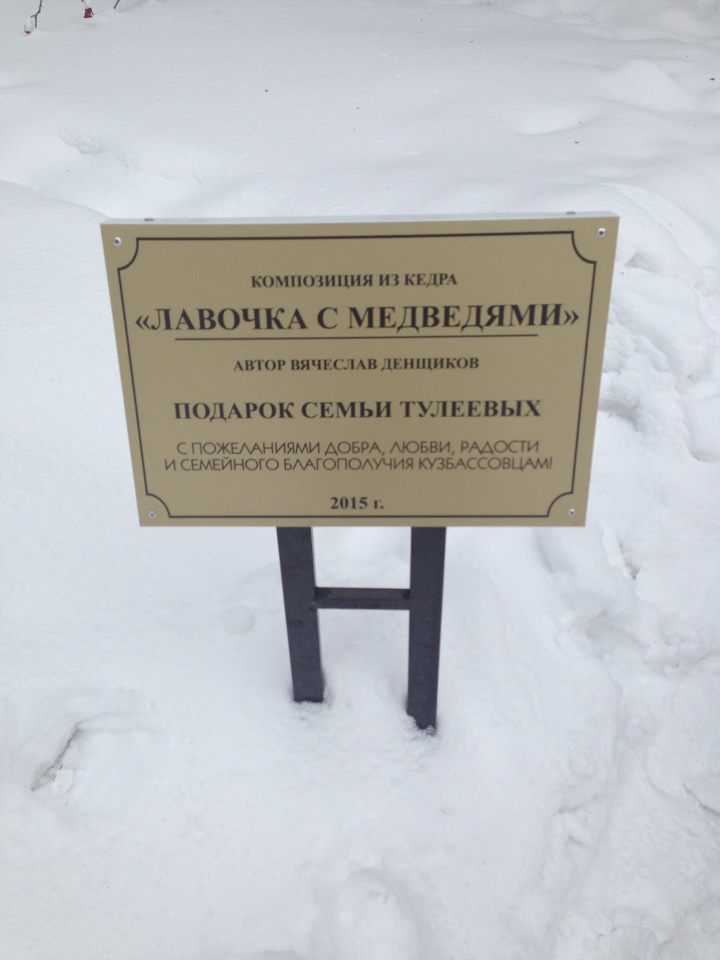 КОМПОЗИЦИЯ ИЗ КЕДРА
«ЛАВОЧКА С МЕДВЕДЯМИ»
АВТОР ВЯЧЕСЛАВ ДЕНЩИКОВ
ПОДАРОК СЕМЬИ ТУЛЕЕВЫХ
С ПОЖЕЛАНИЯМИ ДОБРА, ЛЮБВИ, РАДОСТИ
И СЕМЕЙНОГО БЛАГОПОЛУЧИЯ КУЗБАССОВЦАМ!
2015 г.